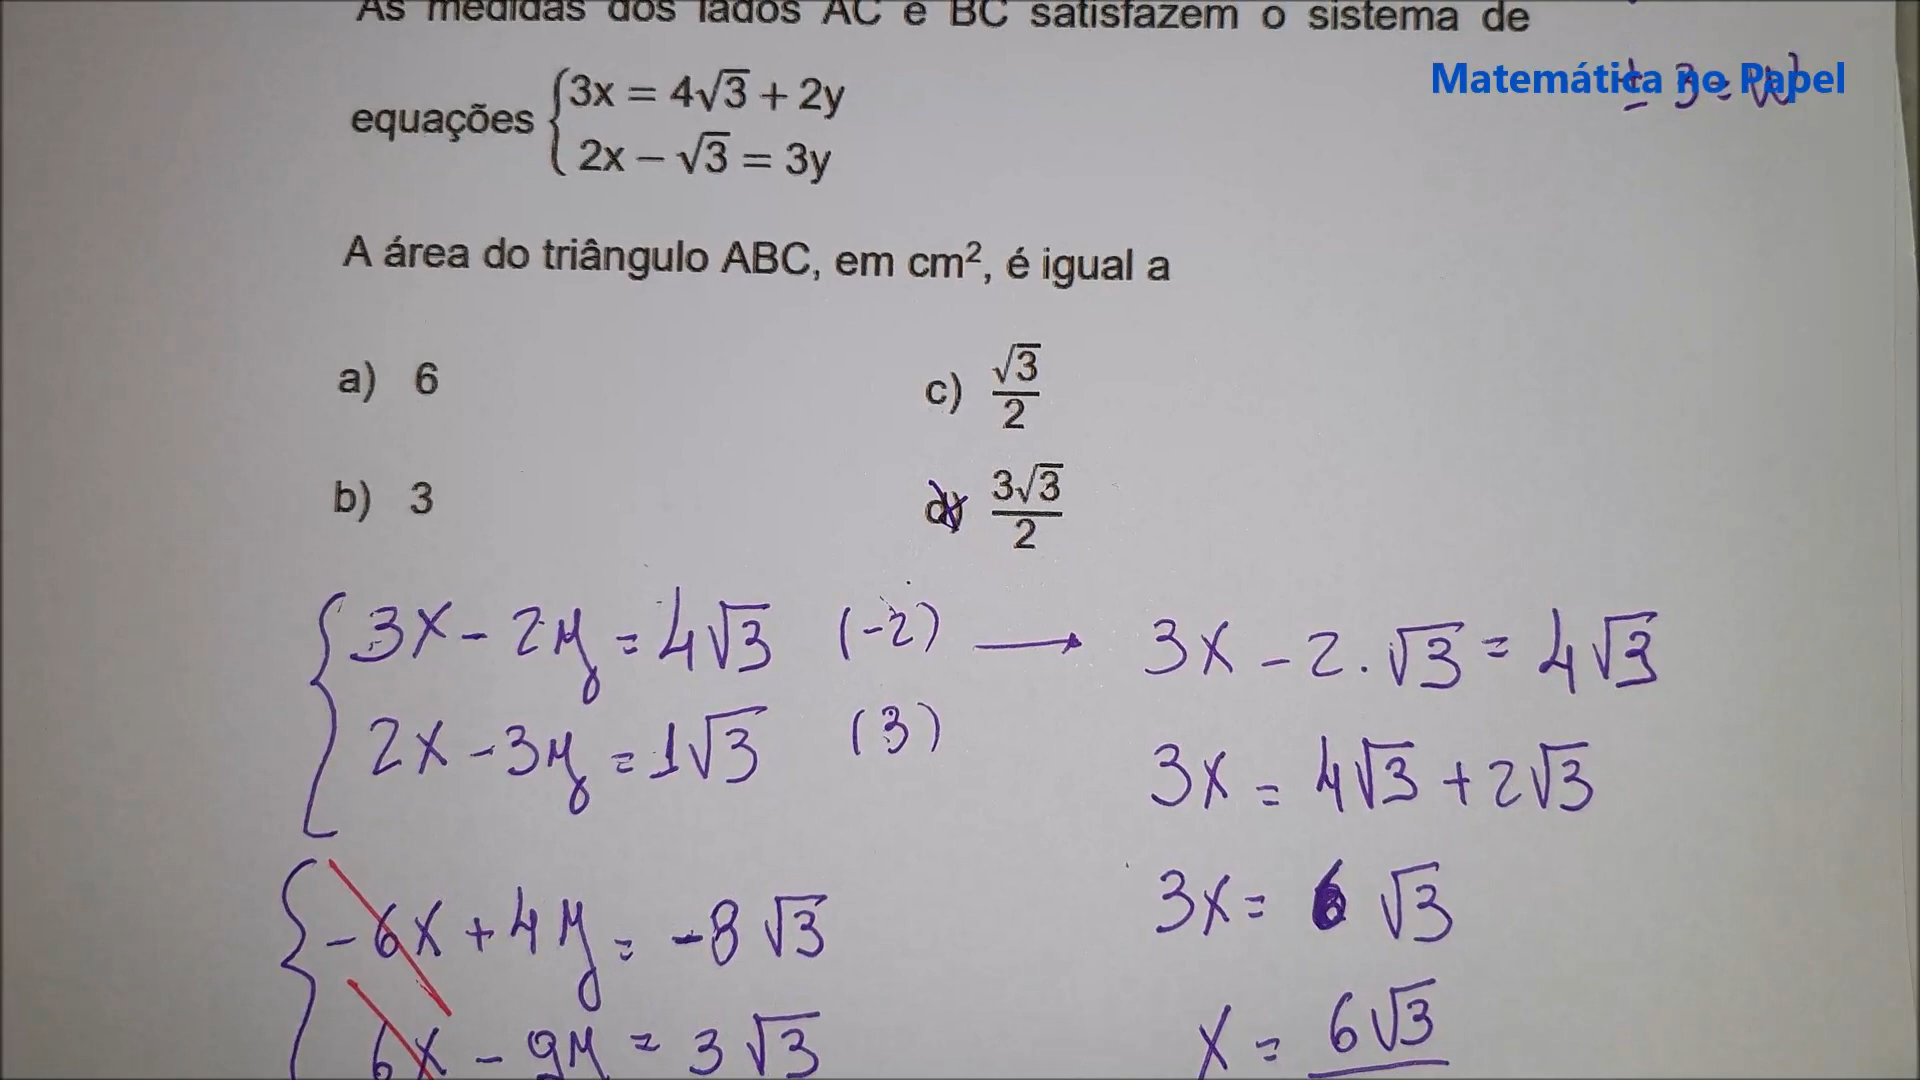 As medidas dos lados AC e BC satisfazem o sistema de
Matemática no Papel
± 3 = w
equações { 3x = 4√3 + 2y
2x − √3 = 3y
A área do triângulo ABC, em cm², é igual a
a) 6
c) √3/2
b) 3
d) 3√3/2
3x - 2y = 4√3 (-2) → 3x - 2.√3 = 4√3
2x - 3y = 1√3 (3)
3x = 4√3 + 2√3
-6x + 4y = -8√3
3x = 6√3
6x - 9y = 3√3
x = 6√3